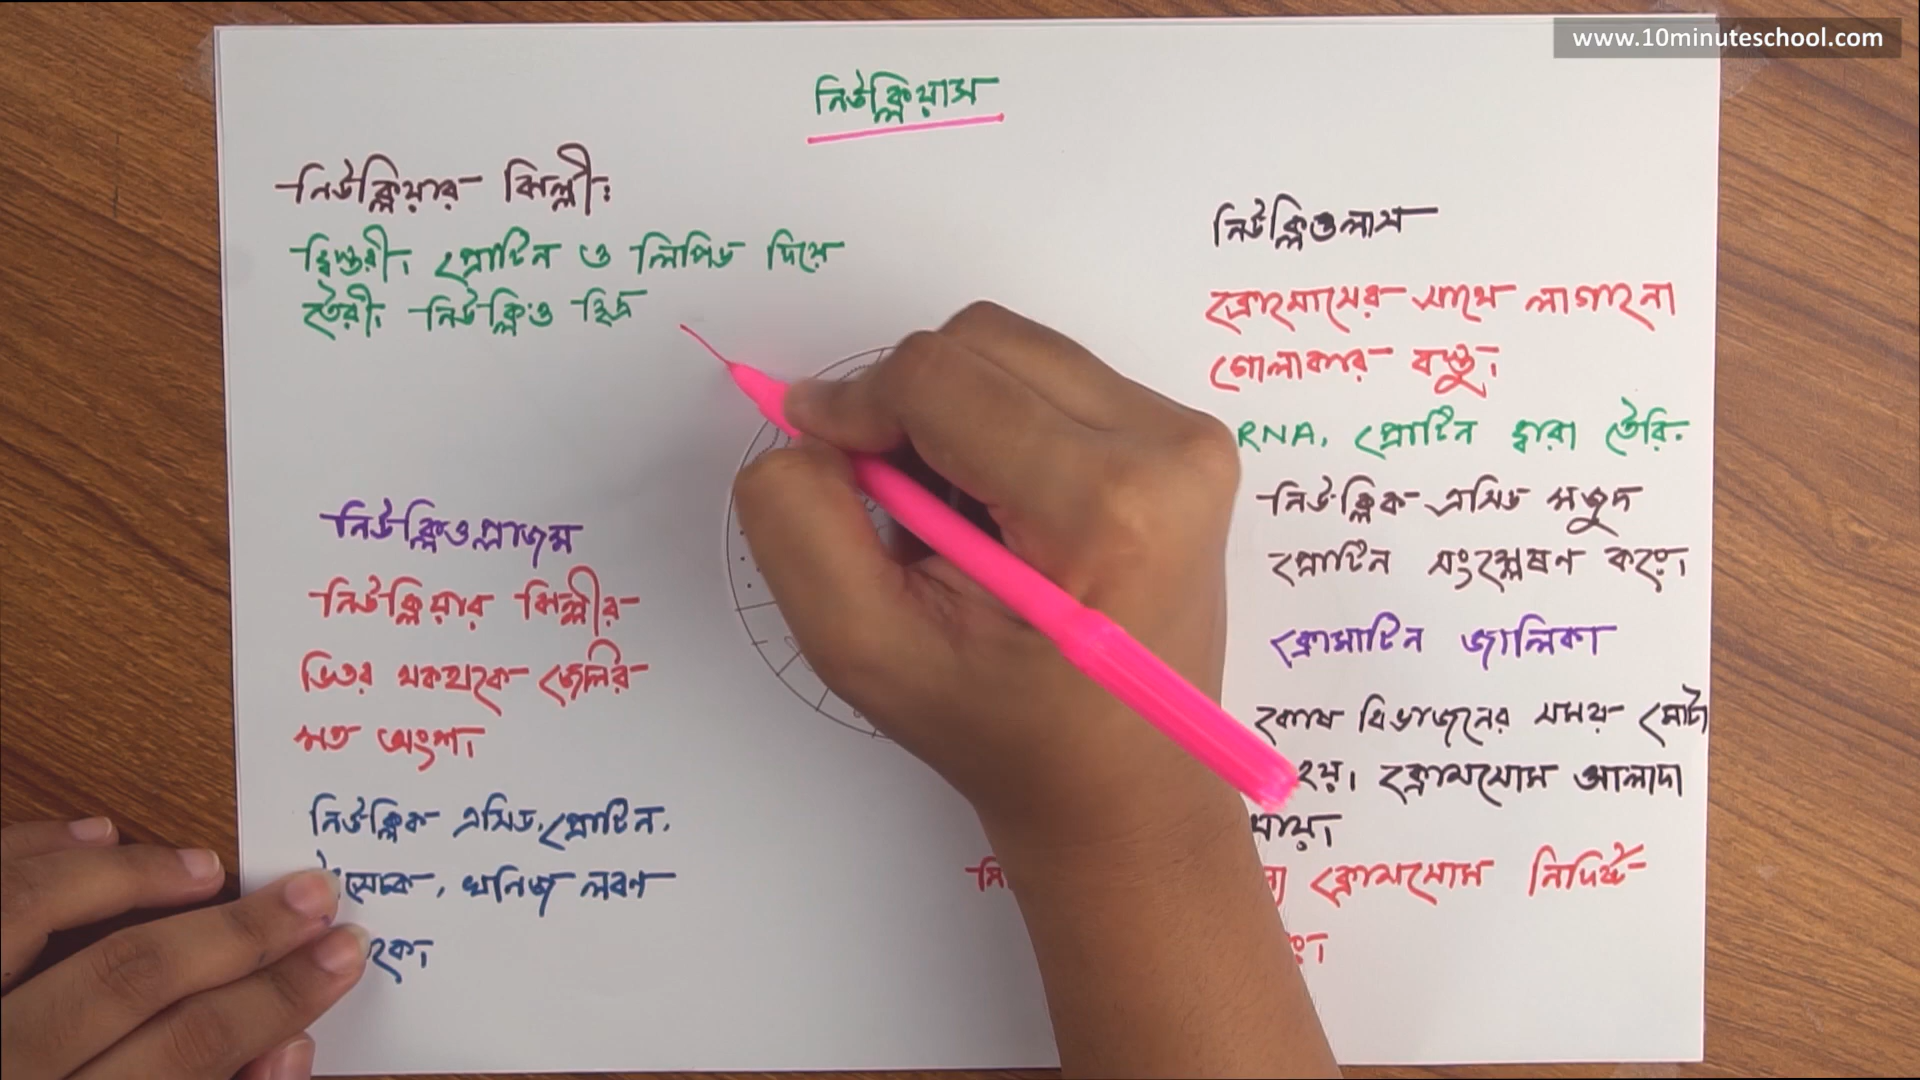 www.10minuteschool.com
নিউক্লিয়াস
নিউক্লিয়ার ঝিল্লী:
দ্বিস্তরী। প্রোটিন ও লিপিড দিয়ে
তৈরী। নিউক্লিও ছিদ্র
নিউক্লিওপ্লাজম
নিউক্লিয়ার ঝিল্লীর
ভিতর থকথকে জেলির
মত অংশ।
নিউক্লিক এসিড, প্রোটিন,
খনিজ লবণ
নিউক্লিওলাস
ক্রোমোসোমের সাথে লাগানো
গোলাকার বস্তু।
RNA, প্রোটিন দ্বারা তৈরি
নিউক্লিক এসিড মজুদ
প্রোটিন সংশ্লেষণ করে।
ক্রোমাটিন জালিকা
কোষ বিভাজনের সময় মোটা
হয়। ক্রোমোসোম আলাদা
যায়।
ক্রোমোসোম নির্দিষ্ট